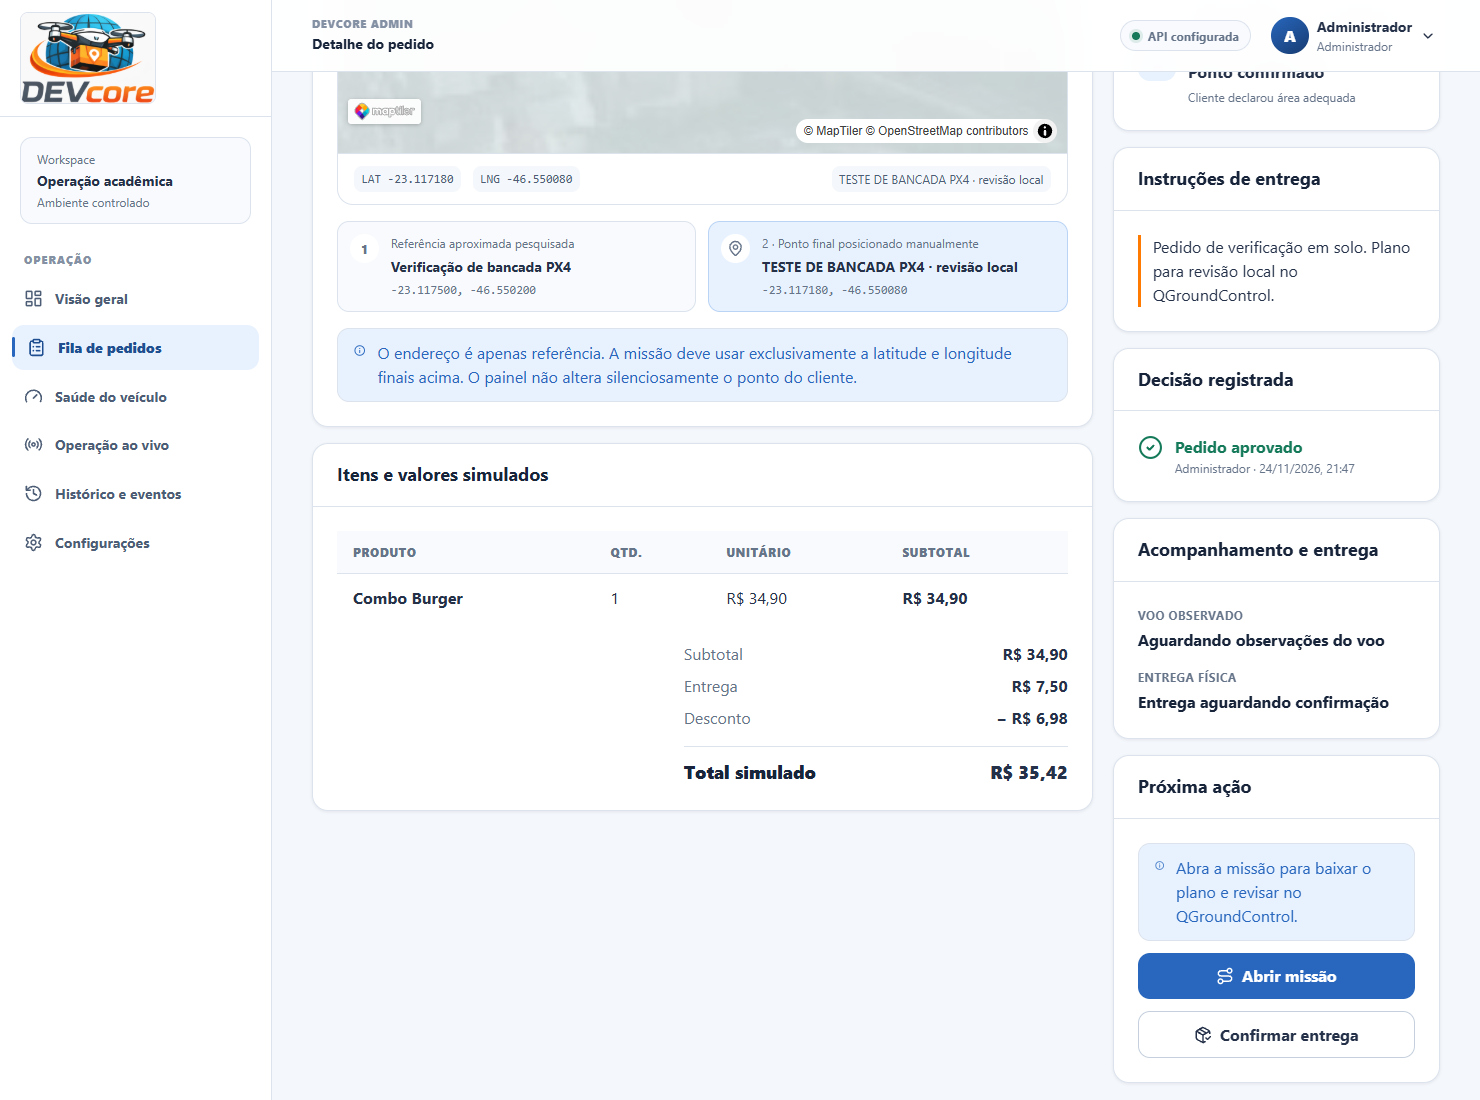 DEVcore
Workspace
Operação acadêmica
Ambiente controlado
OPERAÇÃO
Visão geral
Fila de pedidos
Saúde do veículo
Operação ao vivo
Histórico e eventos
Configurações
DEVCORE ADMIN
Detalhe do pedido
API configurada
A
Administrador
Administrador
maptiler
© MapTiler © OpenStreetMap contributors
LAT -23.117180
LNG -46.550080
TESTE DE BANCADA PX4 · revisão local
1
Referência aproximada pesquisada
Verificação de bancada PX4
-23.117500, -46.550200
2 · Ponto final posicionado manualmente
TESTE DE BANCADA PX4 · revisão local
-23.117180, -46.550080
O endereço é apenas referência. A missão deve usar exclusivamente a latitude e longitude
finais acima. O painel não altera silenciosamente o ponto do cliente.
Itens e valores simulados
PRODUTO QTD. UNITÁRIO SUBTOTAL
Combo Burger 1 R$ 34,90 R$ 34,90
Subtotal R$ 34,90
Entrega R$ 7,50
Desconto – R$ 6,98
Total simulado R$ 35,42
Ponto confirmado
Cliente declarou área adequada
Instruções de entrega
Pedido de verificação em solo. Plano
para revisão local no
QGroundControl.
Decisão registrada
Pedido aprovado
Administrador · 24/11/2026, 21:47
Acompanhamento e entrega
VOO OBSERVADO
Aguardando observações do voo
ENTREGA FÍSICA
Entrega aguardando confirmação
Próxima ação
Abra a missão para baixar o
plano e revisar no
QGroundControl.
Abrir missão
Confirmar entrega